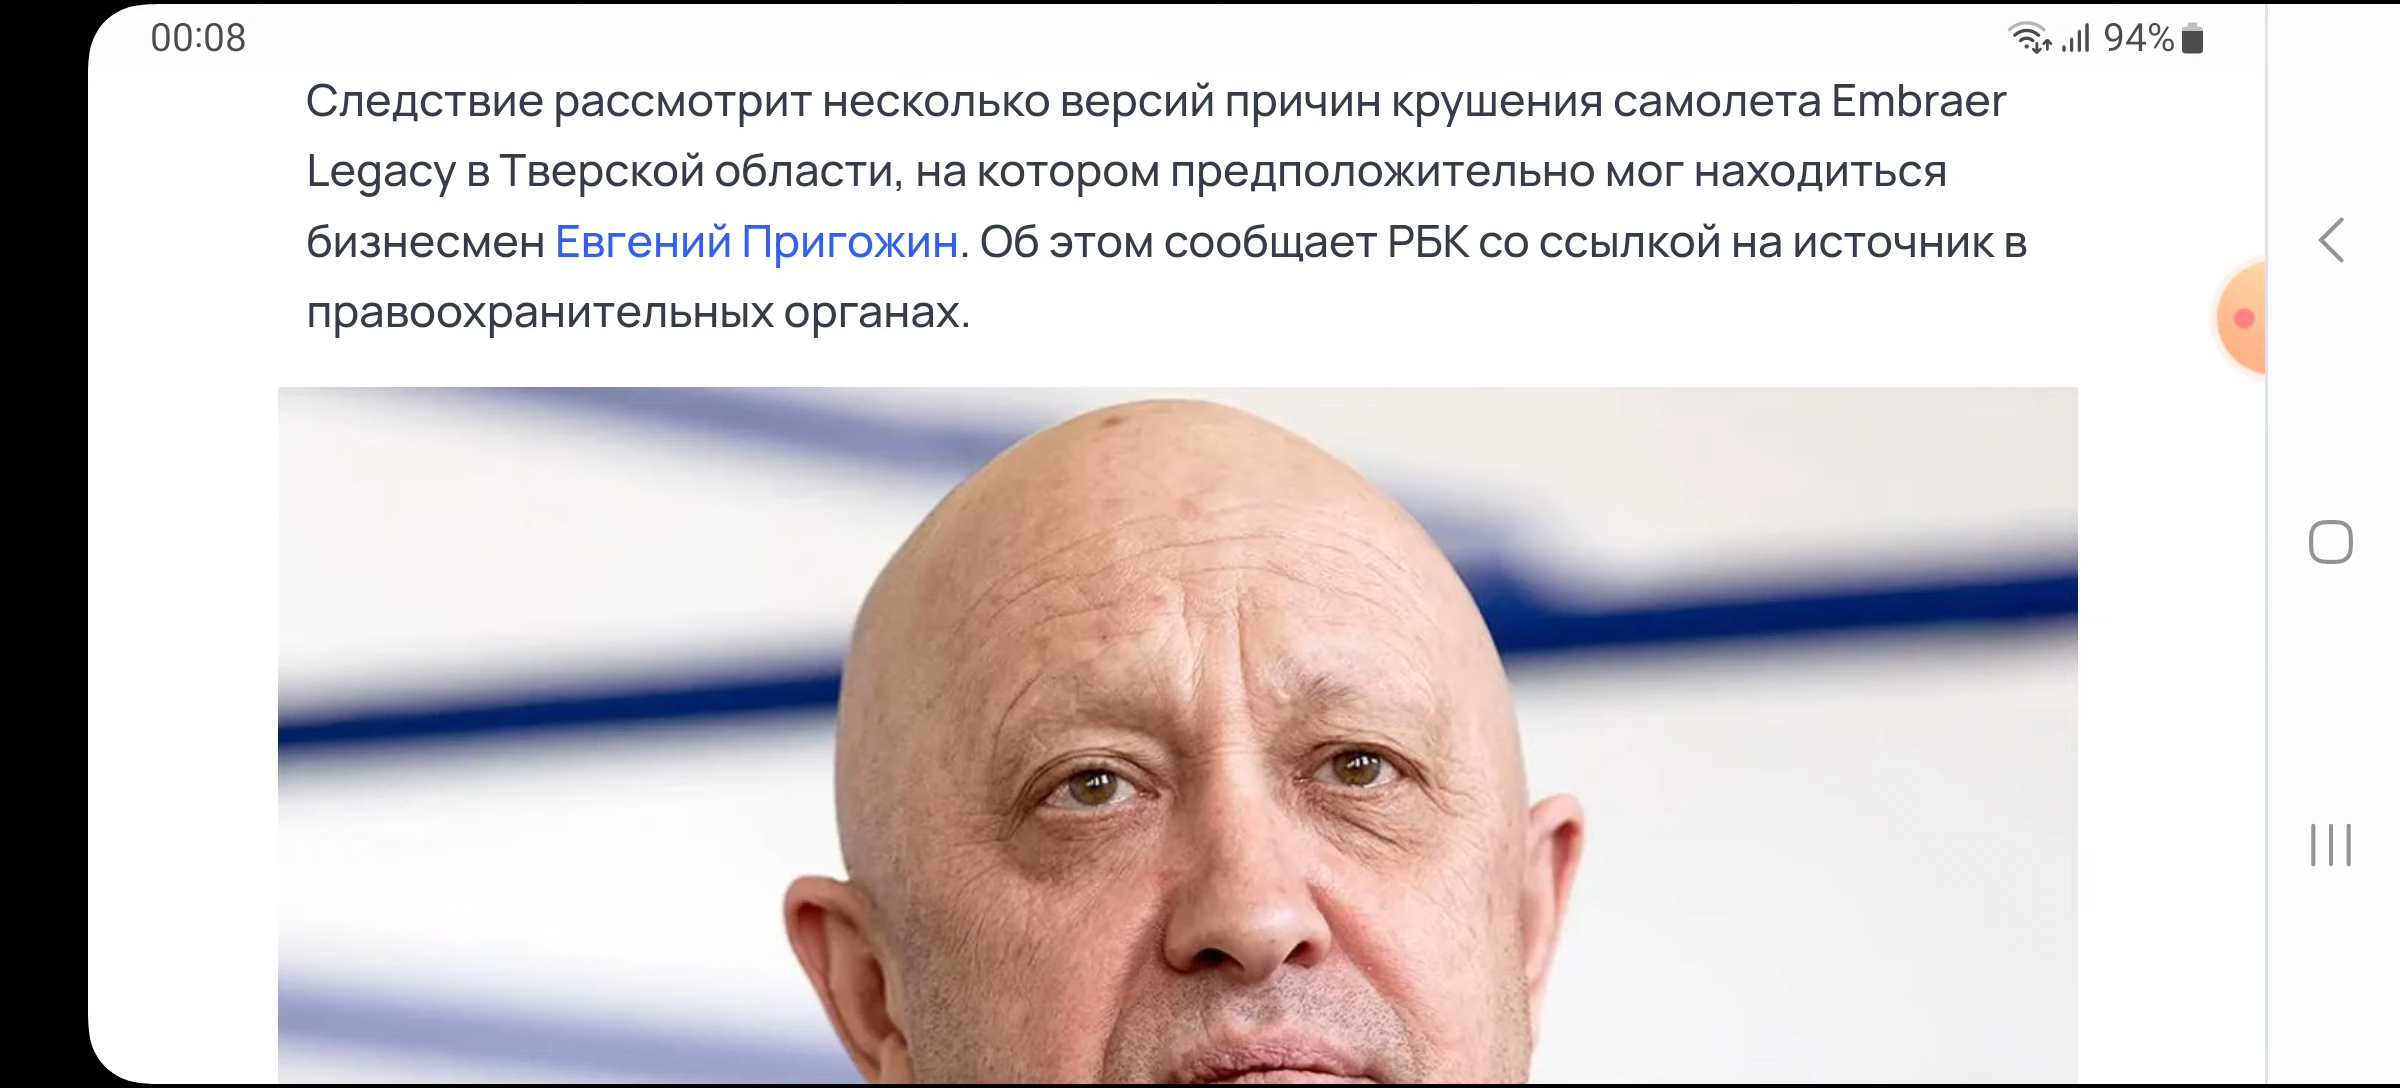 00:08
94%
Следствие рассмотрит несколько версий причин крушения самолета Embraer
Legacy в Тверской области, на котором предположительно мог находиться
бизнесмен Евгений Пригожин. Об этом сообщает РБК со ссылкой на источник в
правоохранительных органах.